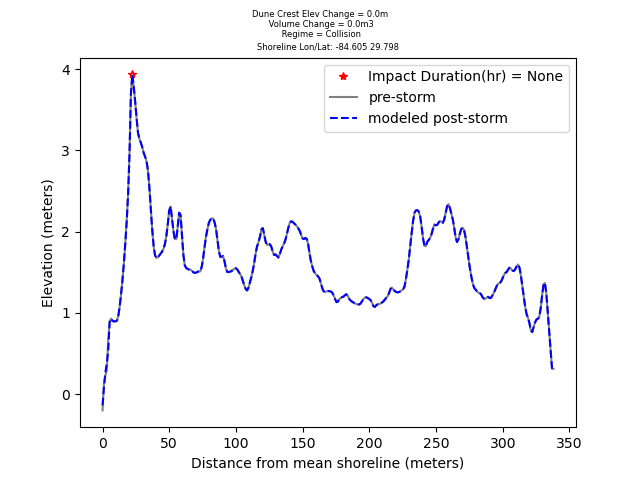 Dune Crest Elev Change = 0.0m
Volume Change = 0.0m3
Regime = Collision
Shoreline Lon/Lat: -84.605 29.798
Impact Duration(hr) = None
pre-storm
modeled post-storm
4
3
2
1
0
Elevation (meters)
0 50 100 150 200 250 300 350
Distance from mean shoreline (meters)